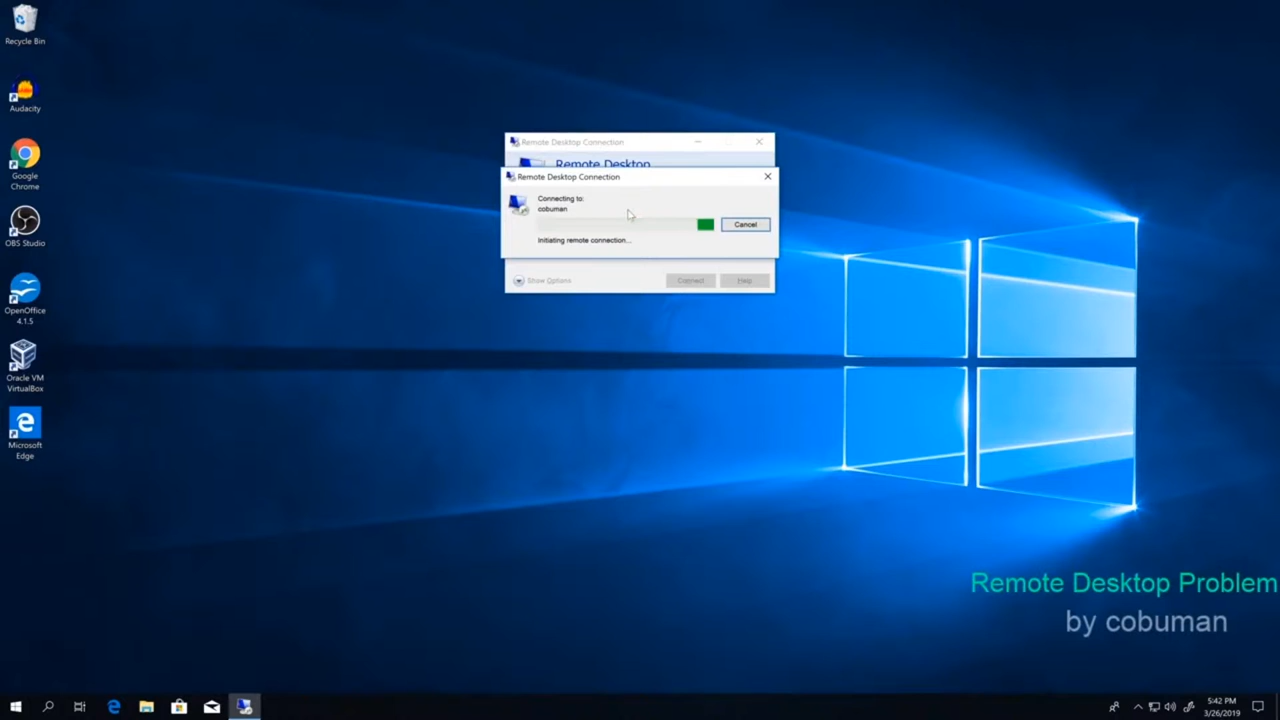 Recycle Bin
Audacity
Google
Chrome
OBS Studio
OpenOffice
4.1.5
Oracle VM
VirtualBox
Microsoft
Edge
Remote Desktop Connection
Remote Desktop
Remote Desktop Connection
Connecting to:
cobuman
Cancel
Initiating remote connection...
Show Options
Connect
Help
Remote Desktop Problem
by cobuman
5:42 PM
3/26/2019